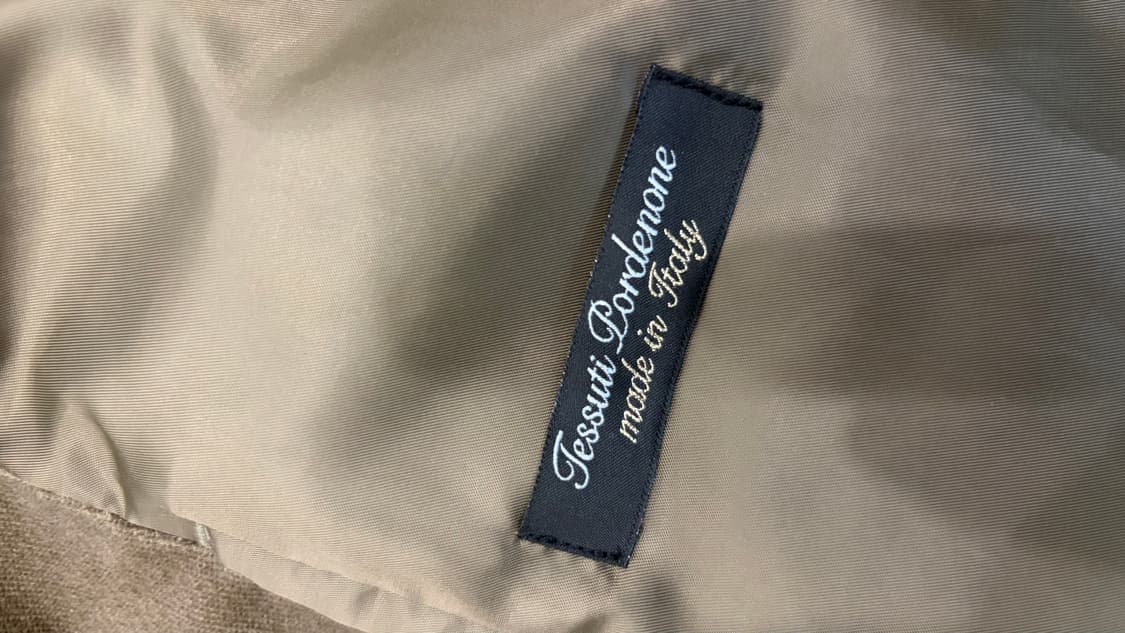 Tessuti Pordenone
made in Italy